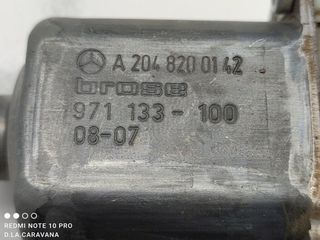 A 204 820 01 42
brose
971 133-100
08-07
REDMI NOTE 10 PRO
D.LA.CARAVANA